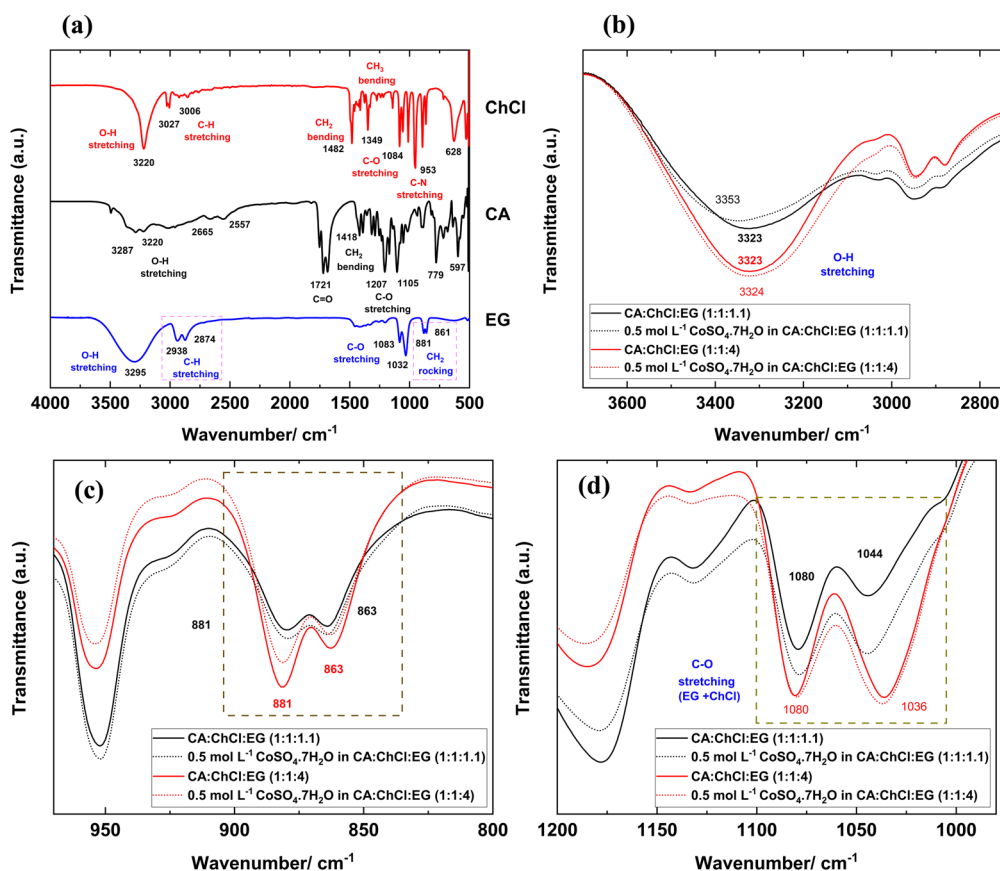 (a)
CH3 bending
ChCl
3006
3027
C-H stretching
O-H stretching
3220
CH2 bending
1482
1349
1084
628
C-O stretching
953
C-N stretching
CA
2557
2665
3220
3287
O-H stretching
1418
CH2 bending
1721
C=O
1207
1105
C-O stretching
779
597
EG
2874
2938
C-H stretching
O-H stretching
3295
C-O stretching
1083
1032
861
881
CH2 rocking
4000 3500 3000 2500 2000 1500 1000 500
Wavenumber/ cm-1
Transmittance (a.u.)
(b)
3353
3323
3323
3324
O-H stretching
CA:ChCl:EG (1:1:1.1)
0.5 mol L-1 CoSO4.7H2O in CA:ChCl:EG (1:1:1.1)
CA:ChCl:EG (1:1:4)
0.5 mol L-1 CoSO4.7H2O in CA:ChCl:EG (1:1:4)
3600 3400 3200 3000 2800
Wavenumber/ cm-1
Transmittance (a.u.)
(c)
881
863
863
881
CA:ChCl:EG (1:1:1.1)
0.5 mol L-1 CoSO4.7H2O in CA:ChCl:EG (1:1:1.1)
CA:ChCl:EG (1:1:4)
0.5 mol L-1 CoSO4.7H2O in CA:ChCl:EG (1:1:4)
950 900 850 800
Wavenumber/ cm-1
Transmittance (a.u.)
(d)
1044
1080
C-O
stretching
(EG +ChCl)
1080
1036
CA:ChCl:EG (1:1:1.1)
0.5 mol L-1 CoSO4.7H2O in CA:ChCl:EG (1:1:1.1)
CA:ChCl:EG (1:1:4)
0.5 mol L-1 CoSO4.7H2O in CA:ChCl:EG (1:1:4)
1200 1150 1100 1050 1000
Wavenumber/ cm-1
Transmittance (a.u.)